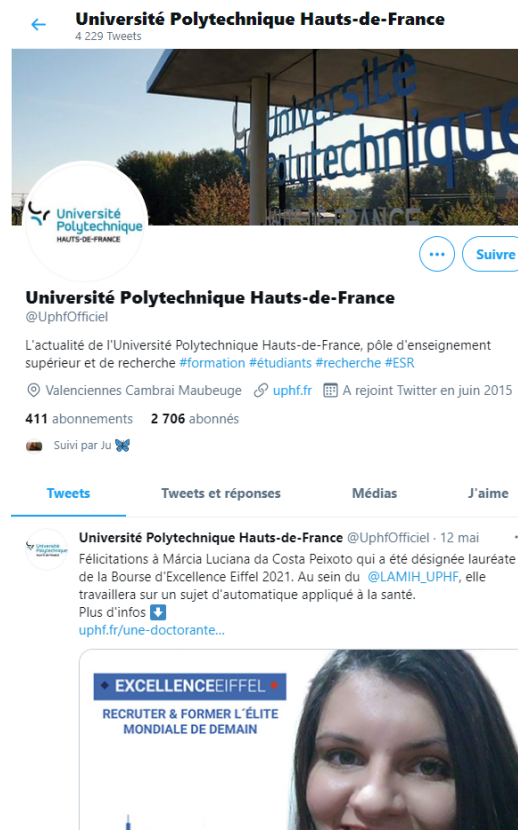 Université Polytechnique Hauts-de-France
4 229 Tweets
Université
Polytechnique
HAUTS-DE-FRANCE
Université
Polytechnique
HAUTS-DE-FRANCE
Suivre
Université Polytechnique Hauts-de-France
@UphfOfficiel
L'actualité de l'Université Polytechnique Hauts-de-France, pôle d'enseignement
supérieur et de recherche #formation #étudiants #recherche #ESR
Valenciennes Cambrai Maubeuge uphf.fr A rejoint Twitter en juin 2015
411 abonnements 2 706 abonnés
Suivi par Ju 🦋
Tweets Tweets et réponses Médias J'aime
Université Polytechnique Hauts-de-France @UphfOfficiel · 12 mai
Université
Polytechnique
Félicitations à Márcia Luciana da Costa Peixoto qui a été désignée lauréate
de la Bourse d'Excellence Eiffel 2021. Au sein du @LAMIH_UPHF, elle
travaillera sur un sujet d'automatique appliqué à la santé.
Plus d'infos ⬇️
uphf.fr/une-doctorante...
EXCELLENCEEIFFEL
RECRUTER & FORMER L´ÉLITE
MONDIALE DE DEMAIN